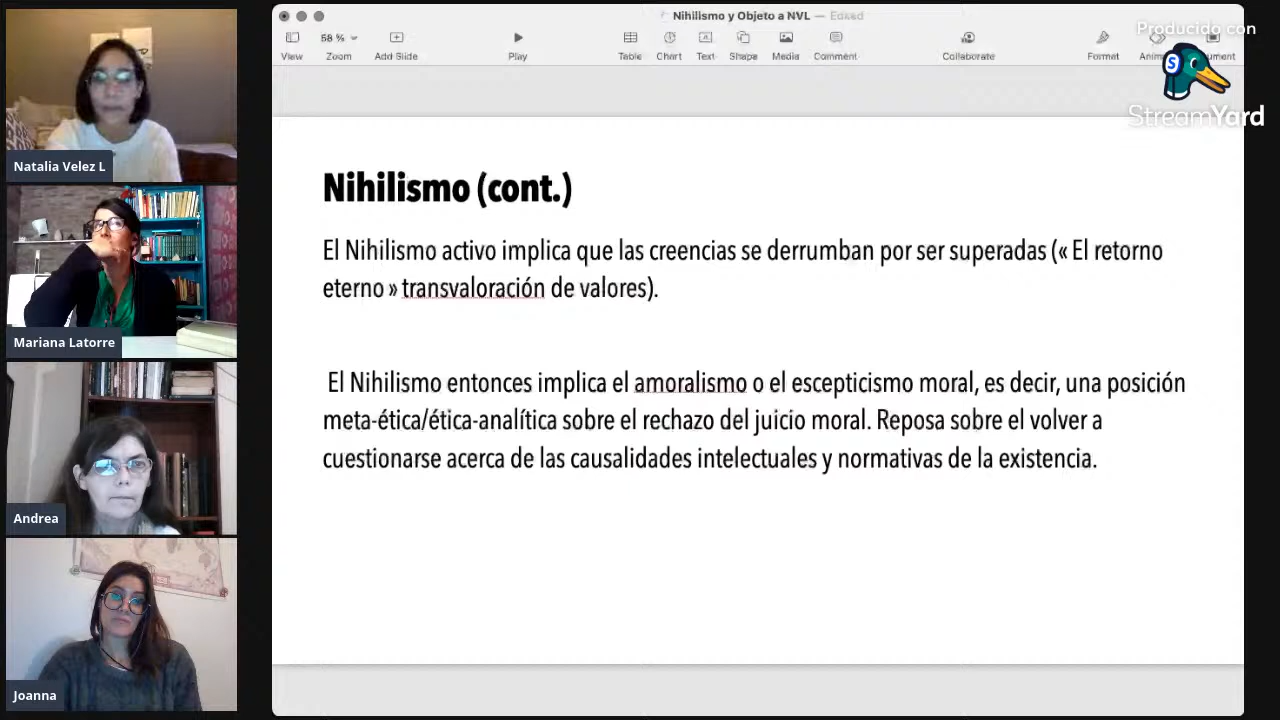 Natalia Velez L
Mariana Latorre
Andrea
Joanna
Nihilismo y Objeto a NVL — Edited
View
58 %
Zoom
Add Slide
Play
Table
Chart
Text
Shape
Media
Comment
Collaborate
Format
Producido con
StreamYard
Nihilismo (cont.)
El Nihilismo activo implica que las creencias se derrumban por ser superadas (« El retorno
eterno » transvaloración de valores).
El Nihilismo entonces implica el amoralismo o el escepticismo moral, es decir, una posición
meta-ética/ética-analítica sobre el rechazo del juicio moral. Reposa sobre el volver a
cuestionarse acerca de las causalidades intelectuales y normativas de la existencia.